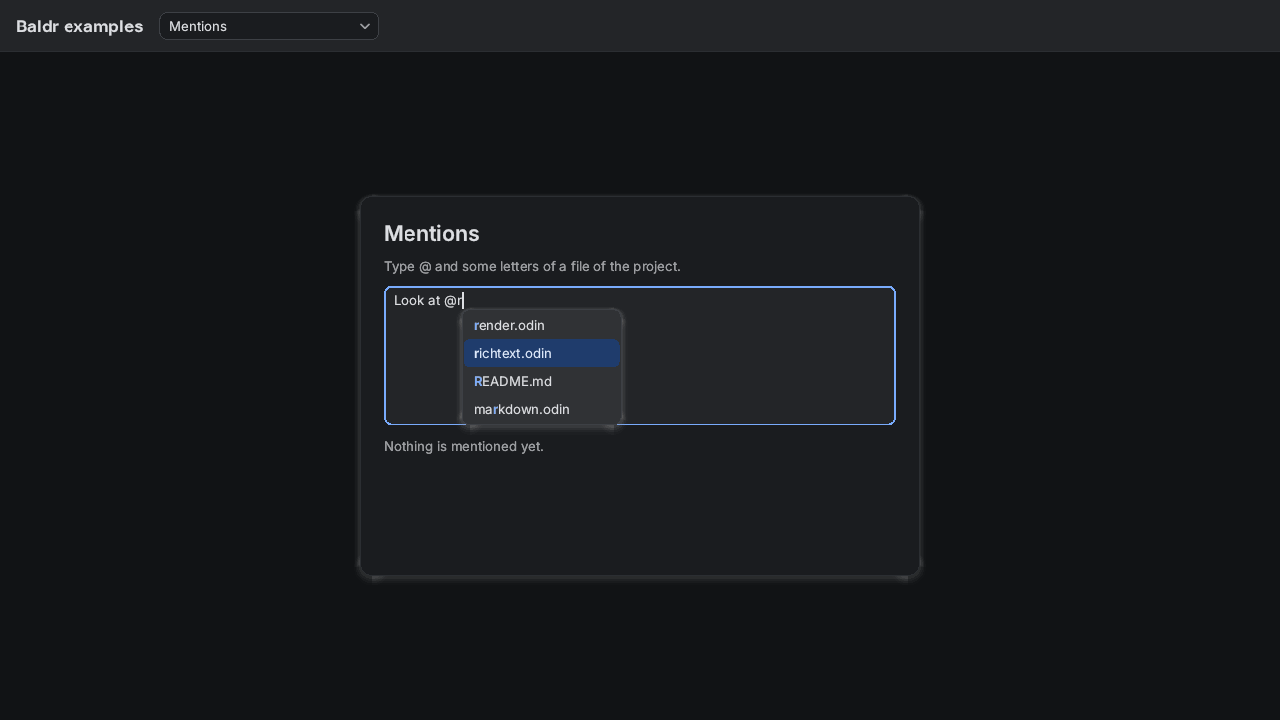 Baldr examples
Mentions
Mentions
Type @ and some letters of a file of the project.
Look at @r
render.odin
richtext.odin
README.md
markdown.odin
Nothing is mentioned yet.